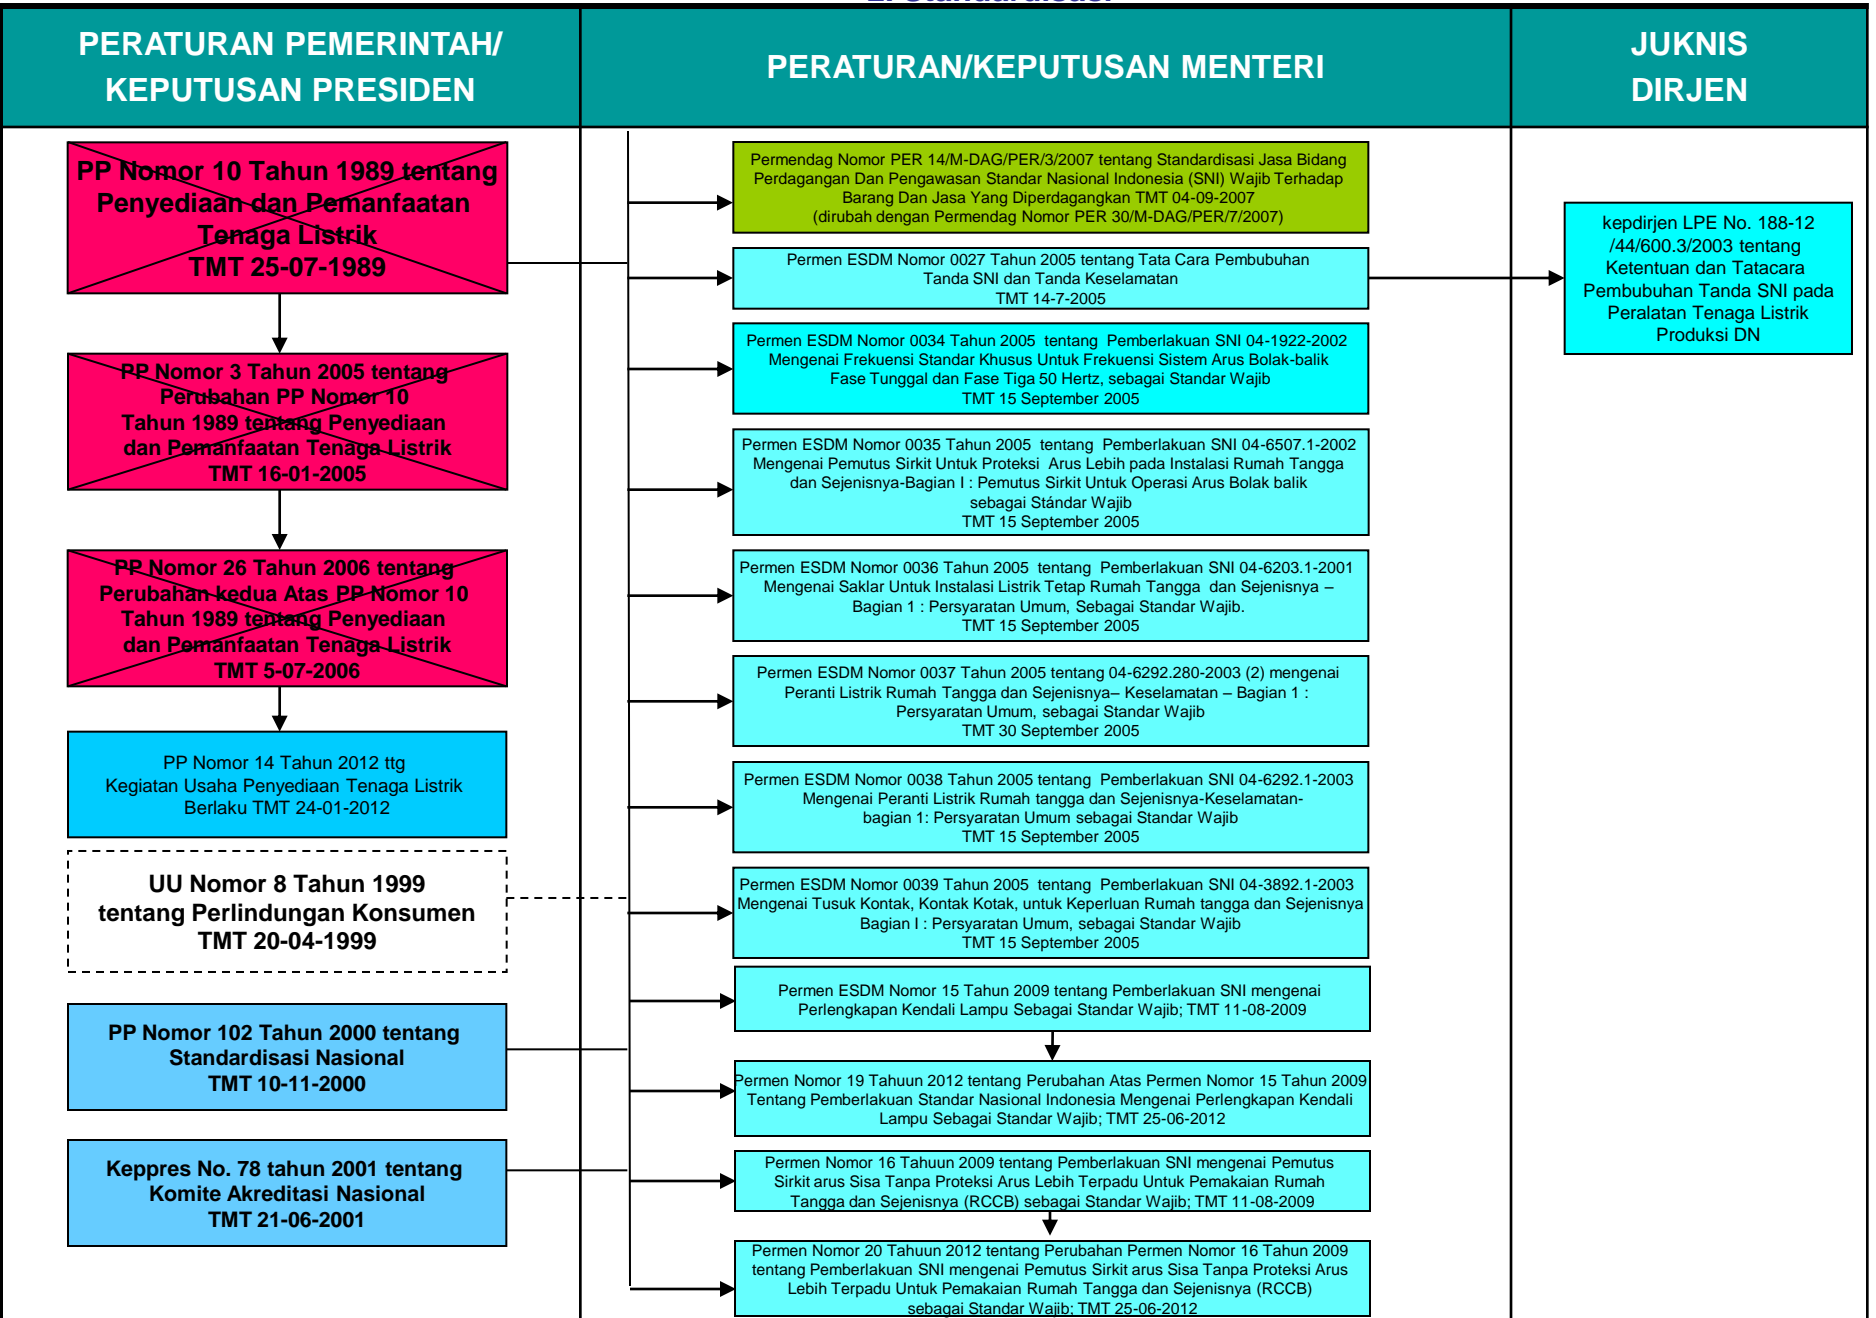 PERATURAN PEMERINTAH/
KEPUTUSAN PRESIDEN
PERATURAN/KEPUTUSAN MENTERI
JUKNIS
DIRJEN
PP Nomor 10 Tahun 1989 tentang
Penyediaan dan Pemanfaatan
Tenaga Listrik
TMT 25-07-1989
PP Nomor 3 Tahun 2005 tentang
Perubahan PP Nomor 10
Tahun 1989 tentang Penyediaan
dan Pemanfaatan Tenaga Listrik
TMT 16-01-2005
PP Nomor 26 Tahun 2006 tentang
Perubahan kedua Atas PP Nomor 10
Tahun 1989 tentang Penyediaan
dan Pemanfaatan Tenaga Listrik
TMT 5-07-2006
PP Nomor 14 Tahun 2012 ttg
Kegiatan Usaha Penyediaan Tenaga Listrik
Berlaku TMT 24-01-2012
UU Nomor 8 Tahun 1999
tentang Perlindungan Konsumen
TMT 20-04-1999
PP Nomor 102 Tahun 2000 tentang
Standardisasi Nasional
TMT 10-11-2000
Keppres No. 78 tahun 2001 tentang
Komite Akreditasi Nasional
TMT 21-06-2001
Permendag Nomor PER 14/M-DAG/PER/3/2007 tentang Standardisasi Jasa Bidang
Perdagangan Dan Pengawasan Standar Nasional Indonesia (SNI) Wajib Terhadap
Barang Dan Jasa Yang Diperdagangkan TMT 04-09-2007
(dirubah dengan Permendag Nomor PER 30/M-DAG/PER/7/2007)
Permen ESDM Nomor 0027 Tahun 2005 tentang Tata Cara Pembubuhan
Tanda SNI dan Tanda Keselamatan
TMT 14-7-2005
Permen ESDM Nomor 0034 Tahun 2005 tentang Pemberlakuan SNI 04-1922-2002
Mengenai Frekuensi Standar Khusus Untuk Frekuensi Sistem Arus Bolak-balik
Fase Tunggal dan Fase Tiga 50 Hertz, sebagai Standar Wajib
TMT 15 September 2005
Permen ESDM Nomor 0035 Tahun 2005 tentang Pemberlakuan SNI 04-6507.1-2002
Mengenai Pemutus Sirkit Untuk Proteksi Arus Lebih pada Instalasi Rumah Tangga
dan Sejenisnya-Bagian I : Pemutus Sirkit Untuk Operasi Arus Bolak balik
sebagai Stándar Wajib
TMT 15 September 2005
Permen ESDM Nomor 0036 Tahun 2005 tentang Pemberlakuan SNI 04-6203.1-2001
Mengenai Saklar Untuk Instalasi Listrik Tetap Rumah Tangga dan Sejenisnya –
Bagian 1 : Persyaratan Umum, Sebagai Standar Wajib.
TMT 15 September 2005
Permen ESDM Nomor 0037 Tahun 2005 tentang 04-6292.280-2003 (2) mengenai
Peranti Listrik Rumah Tangga dan Sejenisnya– Keselamatan – Bagian 1 :
Persyaratan Umum, sebagai Standar Wajib
TMT 30 September 2005
Permen ESDM Nomor 0038 Tahun 2005 tentang Pemberlakuan SNI 04-6292.1-2003
Mengenai Peranti Listrik Rumah tangga dan Sejenisnya-Keselamatan-
bagian 1: Persyaratan Umum sebagai Standar Wajib
TMT 15 September 2005
Permen ESDM Nomor 0039 Tahun 2005 tentang Pemberlakuan SNI 04-3892.1-2003
Mengenai Tusuk Kontak, Kontak Kotak, untuk Keperluan Rumah tangga dan Sejenisnya
Bagian I : Persyaratan Umum, sebagai Standar Wajib
TMT 15 September 2005
Permen ESDM Nomor 15 Tahun 2009 tentang Pemberlakuan SNI mengenai
Perlengkapan Kendali Lampu Sebagai Standar Wajib; TMT 11-08-2009
Permen Nomor 19 Tahuun 2012 tentang Perubahan Atas Permen Nomor 15 Tahun 2009
Tentang Pemberlakuan Standar Nasional Indonesia Mengenai Perlengkapan Kendali
Lampu Sebagai Standar Wajib; TMT 25-06-2012
Permen Nomor 16 Tahuun 2009 tentang Pemberlakuan SNI mengenai Pemutus
Sirkit arus Sisa Tanpa Proteksi Arus Lebih Terpadu Untuk Pemakaian Rumah
Tangga dan Sejenisnya (RCCB) sebagai Standar Wajib; TMT 11-08-2009
Permen Nomor 20 Tahuun 2012 tentang Perubahan Permen Nomor 16 Tahun 2009
tentang Pemberlakuan SNI mengenai Pemutus Sirkit arus Sisa Tanpa Proteksi Arus
Lebih Terpadu Untuk Pemakaian Rumah Tangga dan Sejenisnya (RCCB)
sebagai Standar Wajib; TMT 25-06-2012
kepdirjen LPE No. 188-12
/44/600.3/2003 tentang
Ketentuan dan Tatacara
Pembubuhan Tanda SNI pada
Peralatan Tenaga Listrik
Produksi DN